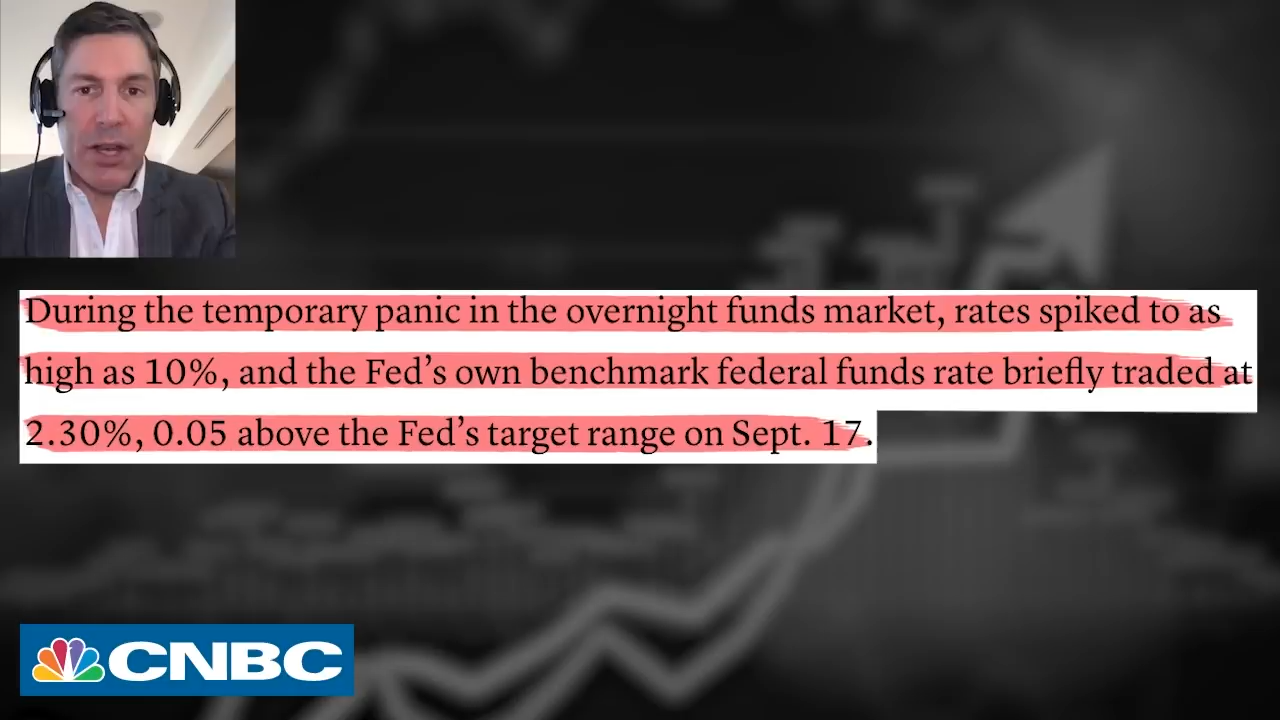 During the temporary panic in the overnight funds market, rates spiked to as
high as 10%, and the Fed’s own benchmark federal funds rate briefly traded at
2.30%, 0.05 above the Fed’s target range on Sept. 17.
CNBC